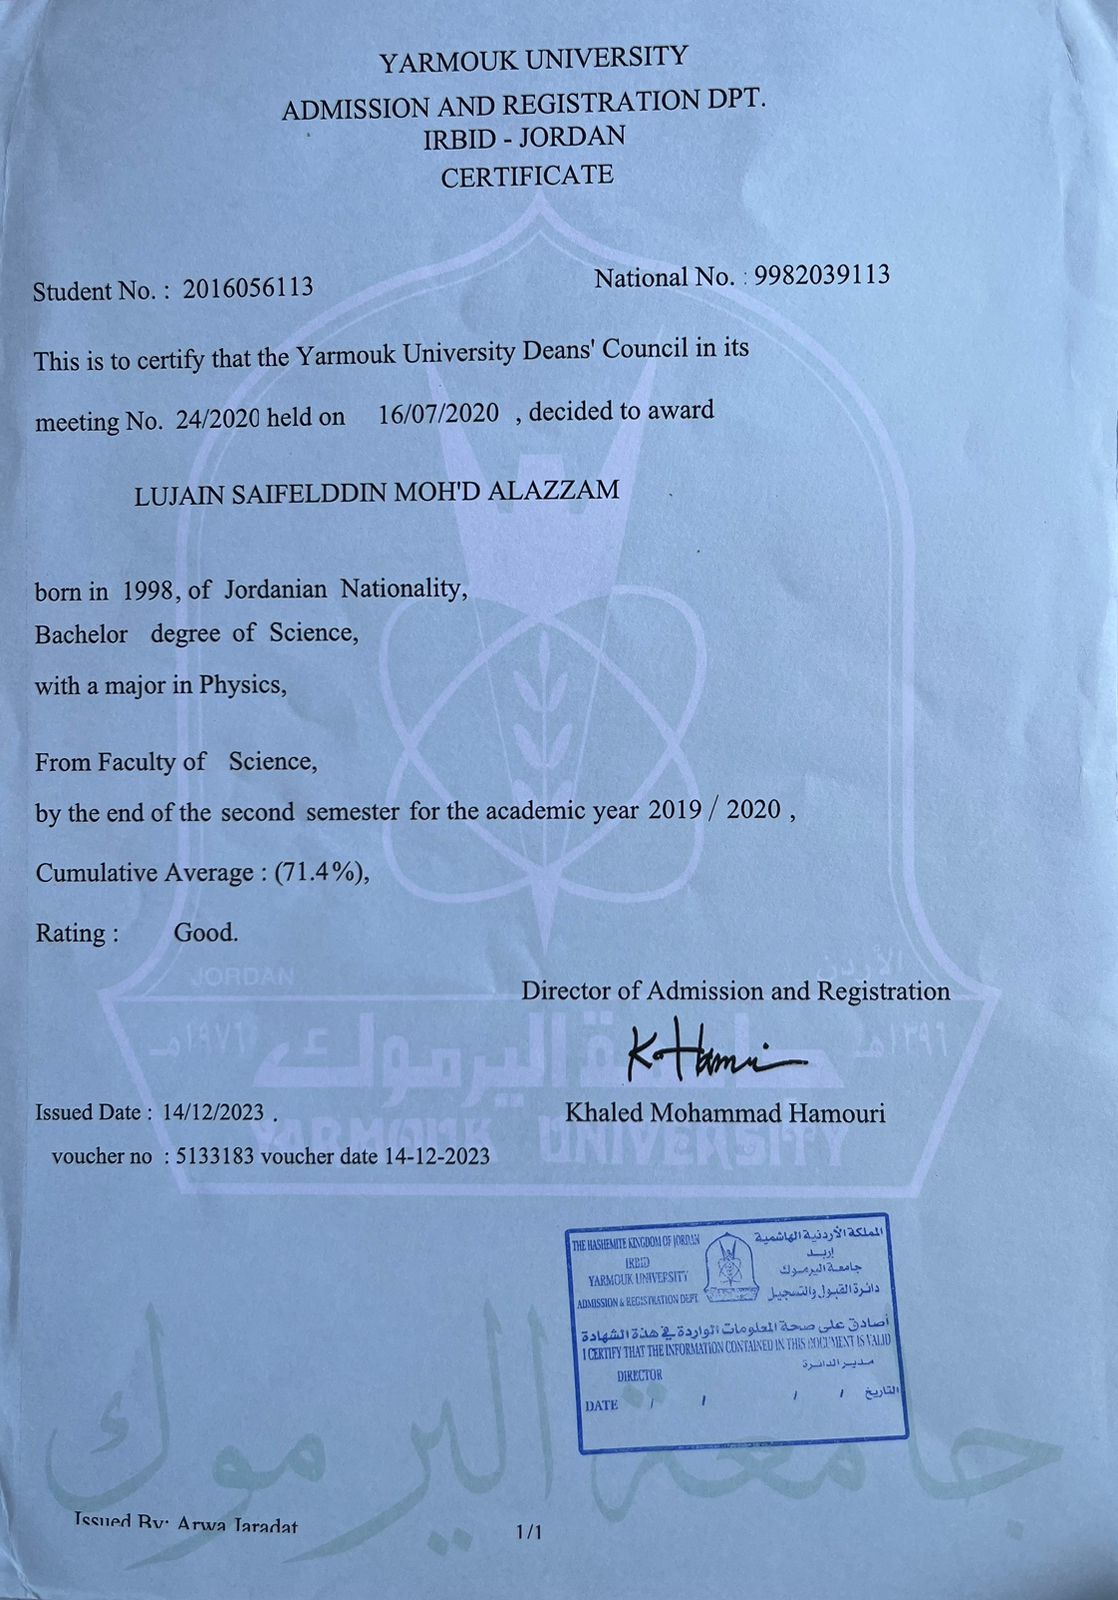 YARMOUK UNIVERSITY
ADMISSION AND REGISTRATION DPT.
IRBID - JORDAN
CERTIFICATE
Student No. : 2016056113 National No. : 9982039113
This is to certify that the Yarmouk University Deans' Council in its
meeting No. 24/2020 held on 16/07/2020 , decided to award
LUJAIN SAIFELDDIN MOH'D ALAZZAM
born in 1998, of Jordanian Nationality,
Bachelor degree of Science,
with a major in Physics,
From Faculty of Science,
by the end of the second semester for the academic year 2019 / 2020 ,
Cumulative Average : (71.4%),
Rating : Good.
JORDAN الأردن
Director of Admission and Registration
١٩٧٦م جامعة اليرموك ١٣٩٦هـ
K. Hamouri
Issued Date : 14/12/2023 . Khaled Mohammad Hamouri
YARMOUK UNIVERSITY
voucher no : 5133183 voucher date 14-12-2023
THE HASHEMITE KINGDOM OF JORDAN المملكة الأردنية الهاشمية
IRBID إربد
YARMOUK UNIVERSITY جامعة اليرموك
ADMISSION & REGISTRATION DEPT دائرة القبول والتسجيل
أصادق على صحة المعلومات الواردة في هذه الشهادة
I CERTIFY THAT THE INFORMATION CONTAINED IN THIS DOCUMENT IS VALID
DIRECTOR مدير الدائرة
DATE / / / / التاريخ
جامعة اليرموك
Issued By: Arwa Jaradat
1/1